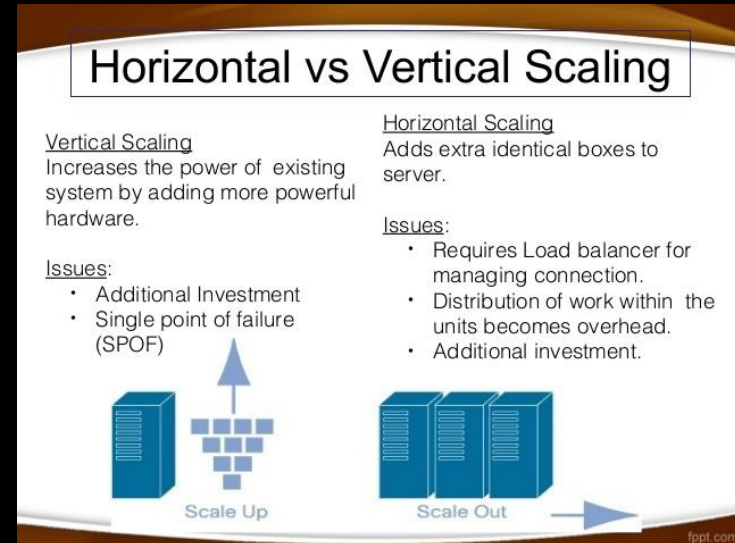 Horizontal vs Vertical Scaling
Vertical Scaling
Increases the power of existing
system by adding more powerful
hardware.
Issues:
• Additional Investment
• Single point of failure
(SPOF)
Scale Up
Horizontal Scaling
Adds extra identical boxes to
server.
Issues:
• Requires Load balancer for
managing connection.
• Distribution of work within the
units becomes overhead.
• Additional investment.
Scale Out
fppt.com